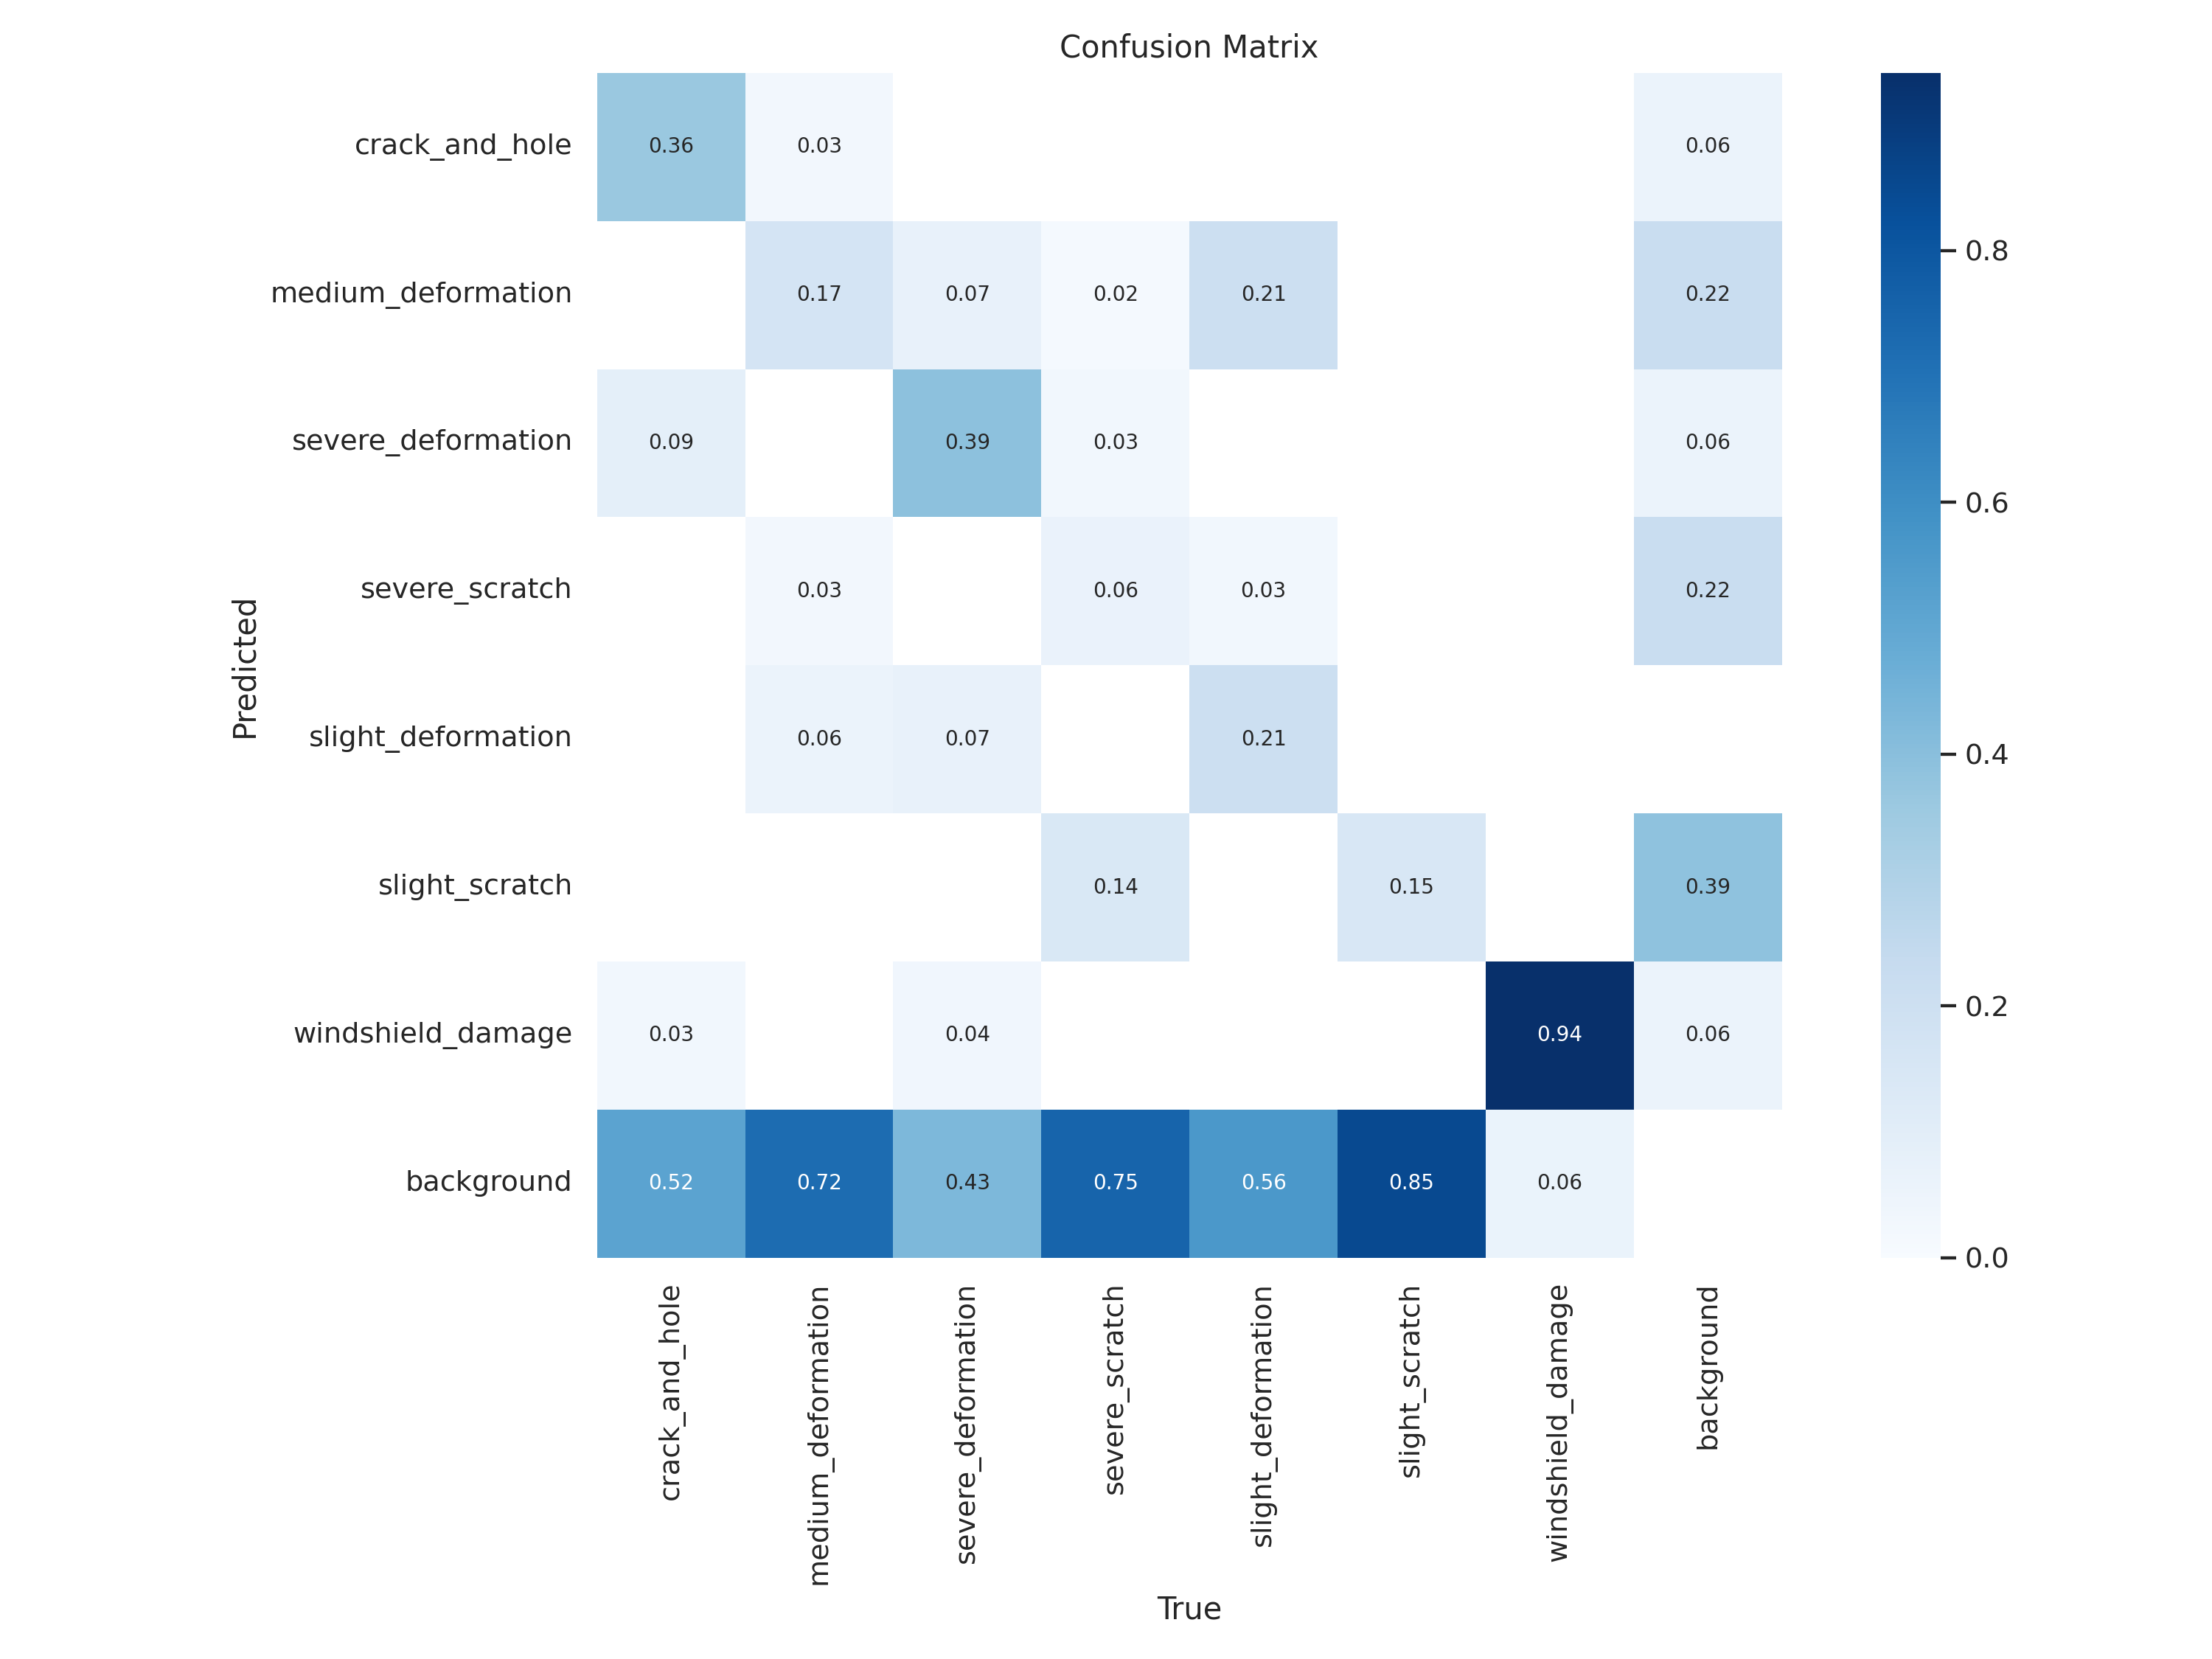 Confusion Matrix
crack_and_hole 0.36 0.03 0.06
medium_deformation 0.17 0.07 0.02 0.21 0.22
severe_deformation 0.09 0.39 0.03 0.06
severe_scratch 0.03 0.06 0.03 0.22
slight_deformation 0.06 0.07 0.21
slight_scratch 0.14 0.15 0.39
windshield_damage 0.03 0.04 0.94 0.06
background 0.52 0.72 0.43 0.75 0.56 0.85 0.06
Predicted
crack_and_hole
medium_deformation
severe_deformation
severe_scratch
slight_deformation
slight_scratch
windshield_damage
background
True
0.8
0.6
0.4
0.2
0.0